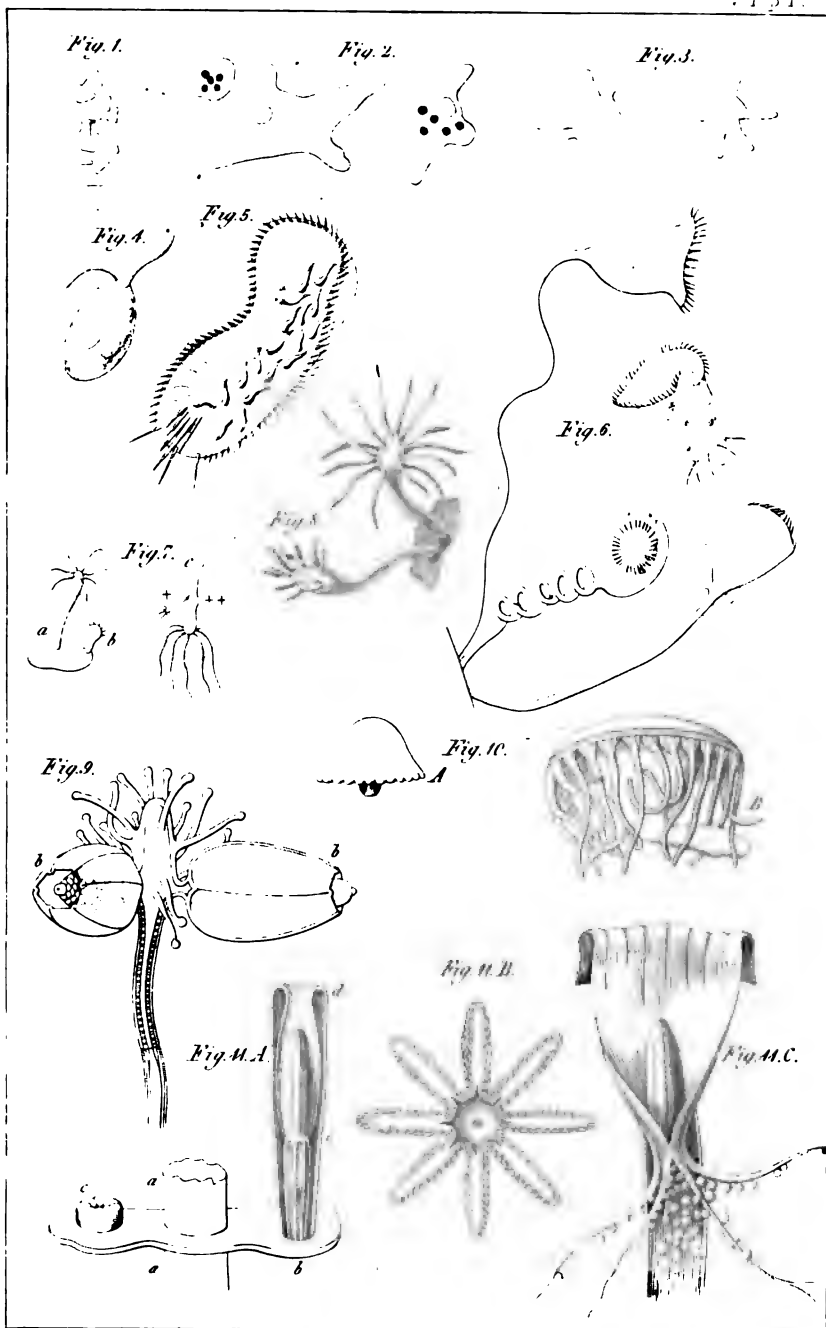 Fig. 1.
Fig. 2.
Fig. 3.
Fig. 4.
Fig. 5.
Fig. 6.
Fig. 7.
a
b
c
Fig. 8.
Fig. 9.
b
b
Fig. 10.
A
B
Fig. 11. A.
d
c
a
c
a
b
Fig. 11. B.
Fig. 11. C.